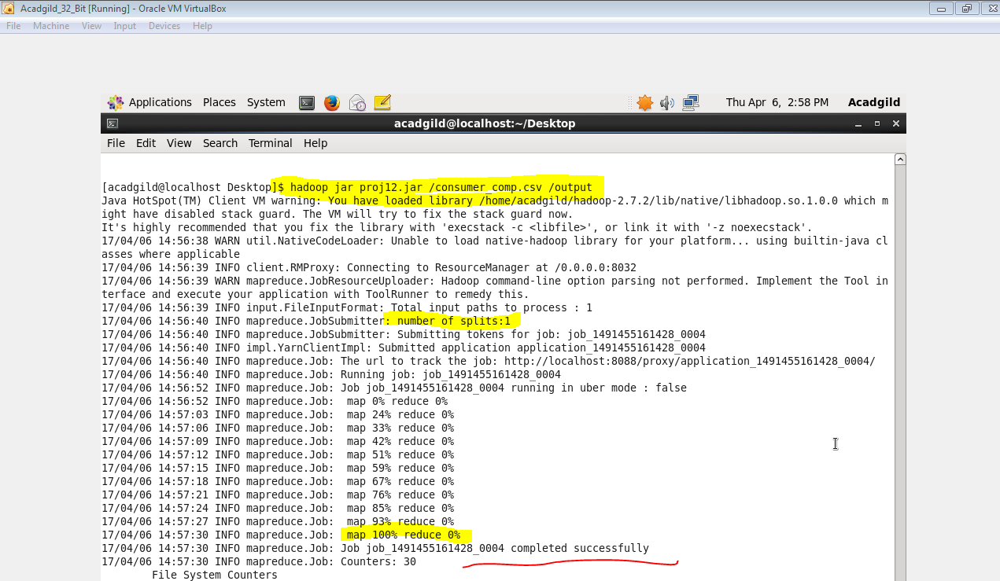 Acadgild_32_Bit [Running] - Oracle VM VirtualBox
File Machine View Input Devices Help
Applications Places System Thu Apr 6, 2:58 PM Acadgild
acadgild@localhost:~/Desktop
File Edit View Search Terminal Help
[acadgild@localhost Desktop]$ hadoop jar proj12.jar /consumer_comp.csv /output
Java HotSpot(TM) Client VM warning: You have loaded library /home/acadgild/hadoop-2.7.2/lib/native/libhadoop.so.1.0.0 which m
ight have disabled stack guard. The VM will try to fix the stack guard now.
It's highly recommended that you fix the library with 'execstack -c <libfile>', or link it with '-z noexecstack'.
17/04/06 14:56:38 WARN util.NativeCodeLoader: Unable to load native-hadoop library for your platform... using builtin-java cl
asses where applicable
17/04/06 14:56:39 INFO client.RMProxy: Connecting to ResourceManager at /0.0.0.0:8032
17/04/06 14:56:39 WARN mapreduce.JobResourceUploader: Hadoop command-line option parsing not performed. Implement the Tool in
terface and execute your application with ToolRunner to remedy this.
17/04/06 14:56:39 INFO input.FileInputFormat: Total input paths to process : 1
17/04/06 14:56:40 INFO mapreduce.JobSubmitter: number of splits:1
17/04/06 14:56:40 INFO mapreduce.JobSubmitter: Submitting tokens for job: job_1491455161428_0004
17/04/06 14:56:40 INFO impl.YarnClientImpl: Submitted application application_1491455161428_0004
17/04/06 14:56:40 INFO mapreduce.Job: The url to track the job: http://localhost:8088/proxy/application_1491455161428_0004/
17/04/06 14:56:40 INFO mapreduce.Job: Running job: job_1491455161428_0004
17/04/06 14:56:52 INFO mapreduce.Job: Job job_1491455161428_0004 running in uber mode : false
17/04/06 14:56:52 INFO mapreduce.Job:  map 0% reduce 0%
17/04/06 14:57:03 INFO mapreduce.Job:  map 24% reduce 0%
17/04/06 14:57:06 INFO mapreduce.Job:  map 33% reduce 0%
17/04/06 14:57:09 INFO mapreduce.Job:  map 42% reduce 0%
17/04/06 14:57:12 INFO mapreduce.Job:  map 51% reduce 0%
17/04/06 14:57:15 INFO mapreduce.Job:  map 59% reduce 0%
17/04/06 14:57:18 INFO mapreduce.Job:  map 67% reduce 0%
17/04/06 14:57:21 INFO mapreduce.Job:  map 76% reduce 0%
17/04/06 14:57:24 INFO mapreduce.Job:  map 85% reduce 0%
17/04/06 14:57:27 INFO mapreduce.Job:  map 93% reduce 0%
17/04/06 14:57:30 INFO mapreduce.Job:  map 100% reduce 0%
17/04/06 14:57:30 INFO mapreduce.Job: Job job_1491455161428_0004 completed successfully
17/04/06 14:57:30 INFO mapreduce.Job: Counters: 30
File System Counters